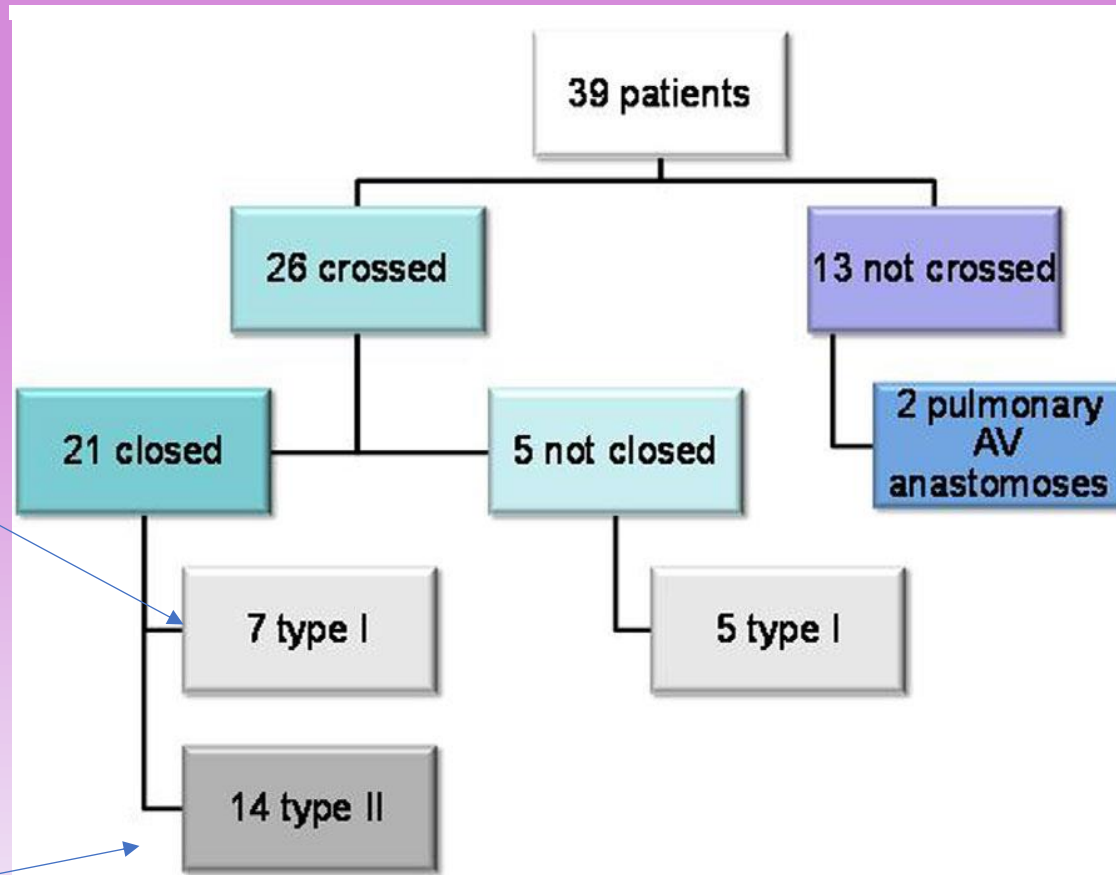 39 patients
26 crossed
13 not crossed
21 closed
5 not closed
2 pulmonary
AV
anastomoses
7 type I
5 type I
14 type II